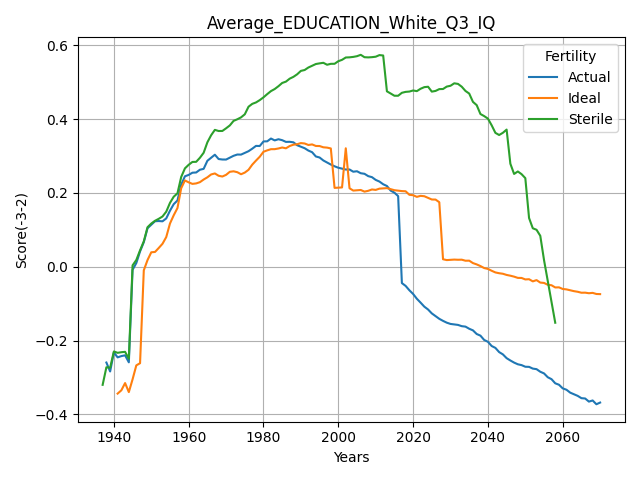 Average_EDUCATION_White_Q3_IQ
Fertility
Actual
Ideal
Sterile
Score(-3-2)
0.6
0.4
0.2
0.0
−0.2
−0.4
1940 1960 1980 2000 2020 2040 2060
Years